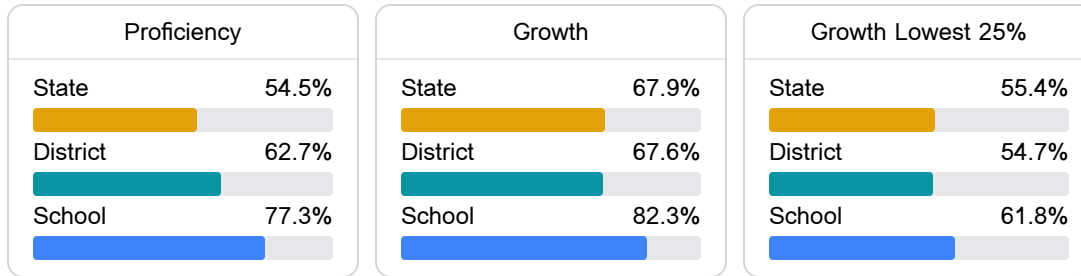 Proficiency
State 54.5%
District 62.7%
School 77.3%
Growth
State 67.9%
District 67.6%
School 82.3%
Growth Lowest 25%
State 55.4%
District 54.7%
School 61.8%